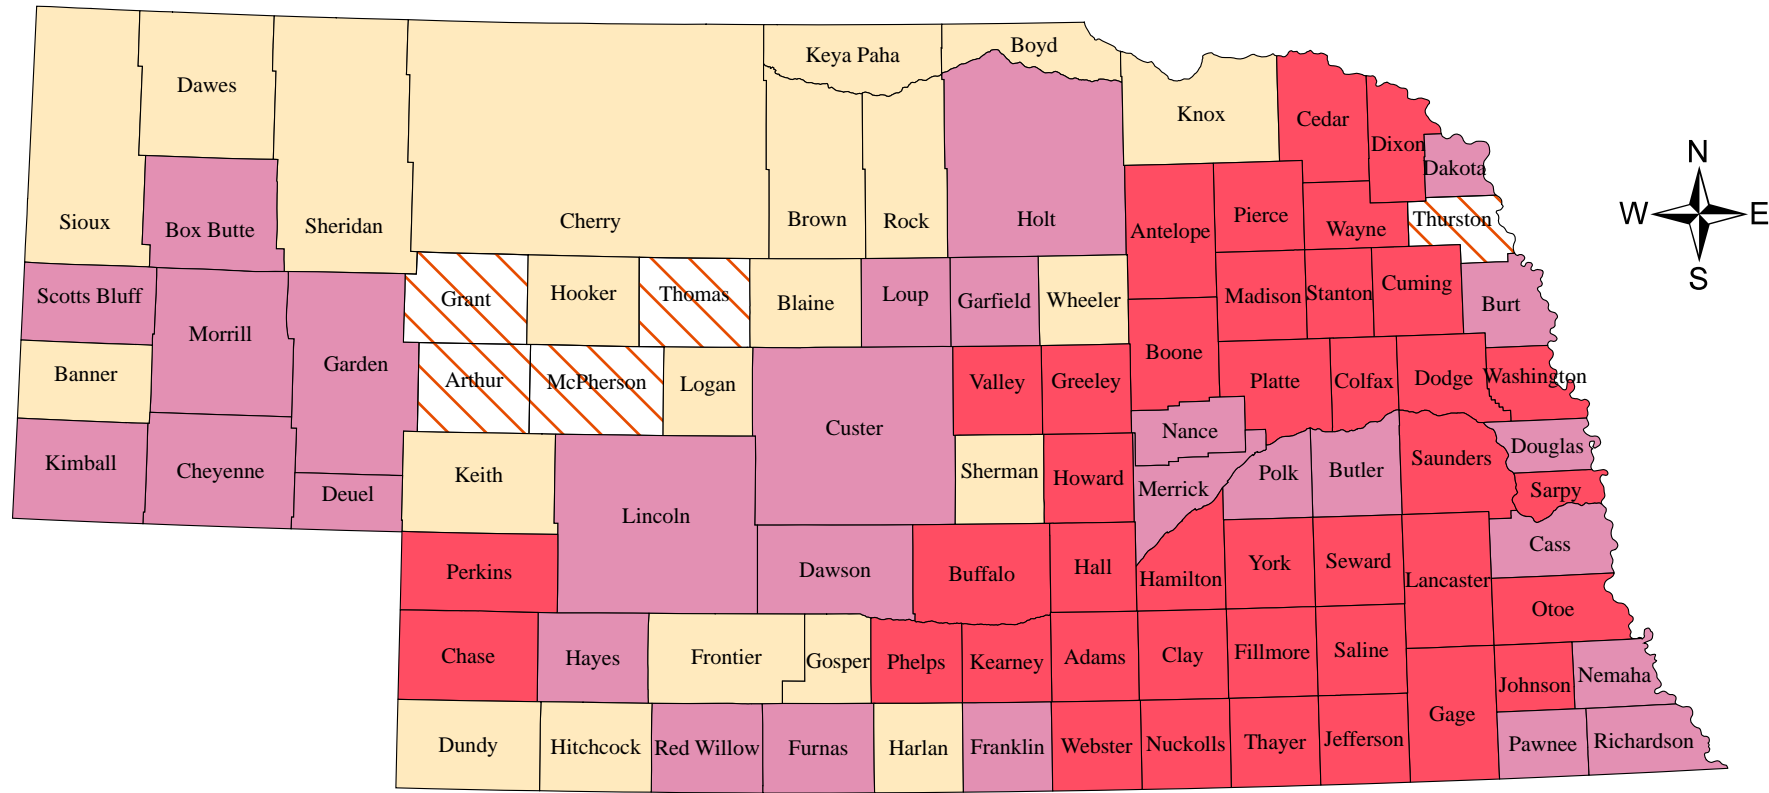 Keya Paha
Boyd
Dawes
Knox
Cedar
Dixon
Dakota
N
Sioux
Box Butte
Sheridan
Cherry
Brown
Rock
Holt
Antelope
Pierce
Wayne
Thurston
W
E
S
Scotts Bluff
Morrill
Grant
Hooker
Thomas
Blaine
Loup
Garfield
Wheeler
Madison
Stanton
Cuming
Burt
Banner
Garden
Arthur
McPherson
Logan
Custer
Valley
Greeley
Boone
Platte
Colfax
Dodge
Washington
Kimball
Cheyenne
Deuel
Keith
Lincoln
Sherman
Howard
Nance
Merrick
Polk
Butler
Saunders
Douglas
Sarpy
Perkins
Dawson
Buffalo
Hall
Hamilton
York
Seward
Lancaster
Cass
Otoe
Chase
Hayes
Frontier
Gosper
Phelps
Kearney
Adams
Clay
Fillmore
Saline
Johnson
Nemaha
Dundy
Hitchcock
Red Willow
Furnas
Harlan
Franklin
Webster
Nuckolls
Thayer
Jefferson
Gage
Pawnee
Richardson